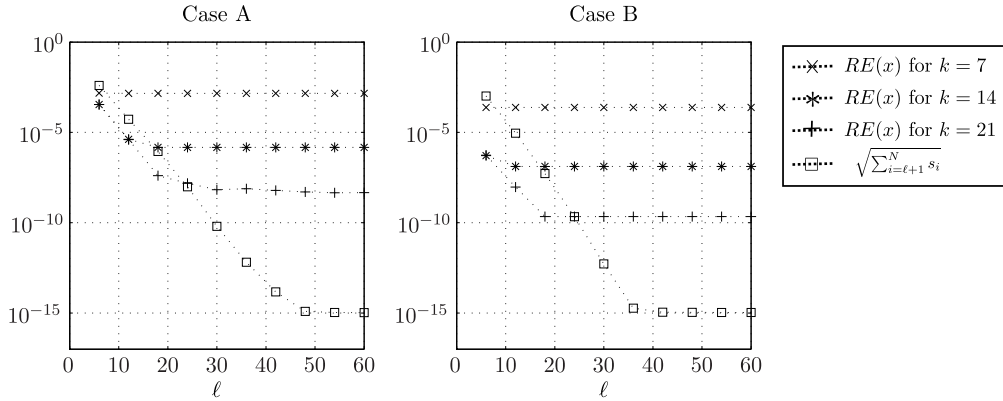 Case A
Case B
10^0
10^-5
10^-10
10^-15
0 10 20 30 40 50 60
ℓ
10^0
10^-5
10^-10
10^-15
0 10 20 30 40 50 60
ℓ
RE(x) for k = 7
RE(x) for k = 14
RE(x) for k = 21
√∑_{i=ℓ+1}^{N} s_i